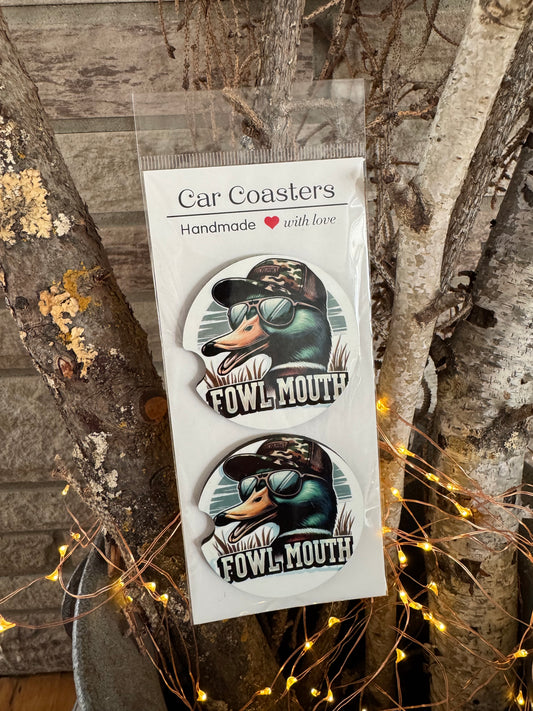 Car Coasters
Handmade ❤ with love
FOWL MOUTH
FOWL MOUTH